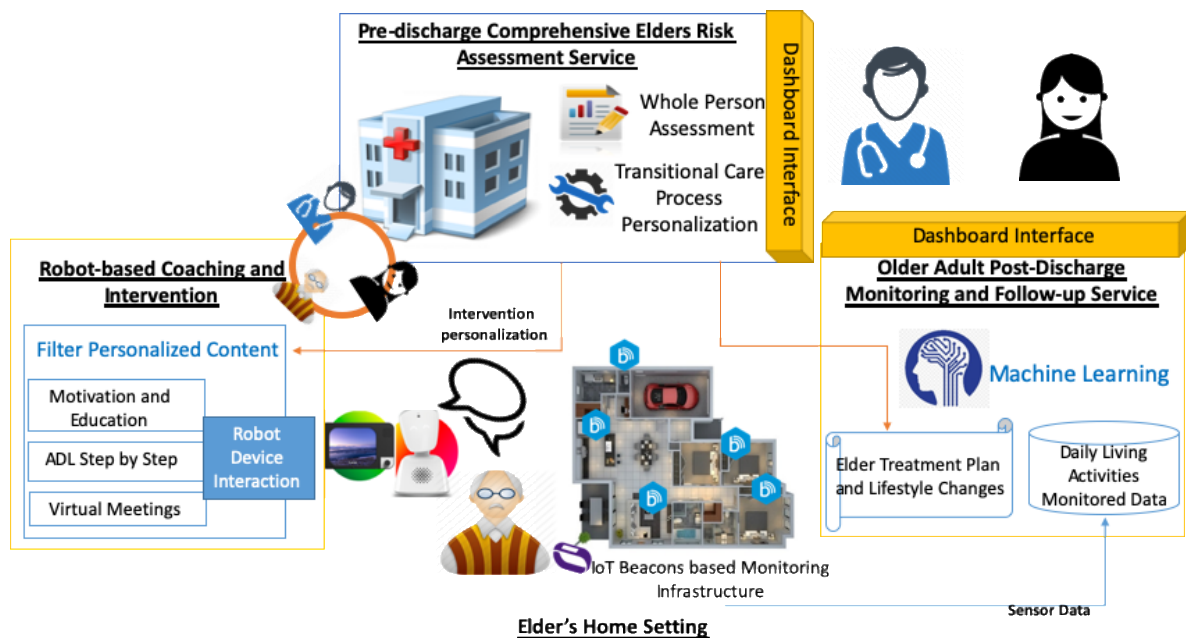 Pre-discharge Comprehensive Elders Risk
Assessment Service
Whole Person
Assessment
Transitional Care
Process
Personalization
Dashboard Interface
Dashboard Interface
Robot-based Coaching and
Intervention
Filter Personalized Content
Motivation and
Education
ADL Step by Step
Virtual Meetings
Robot
Device
Interaction
Intervention
personalization
Older Adult Post-Discharge
Monitoring and Follow-up Service
Machine Learning
Elder Treatment Plan
and Lifestyle Changes
Daily Living
Activities
Monitored Data
IoT Beacons based Monitoring
Infrastructure
Sensor Data
Elder’s Home Setting